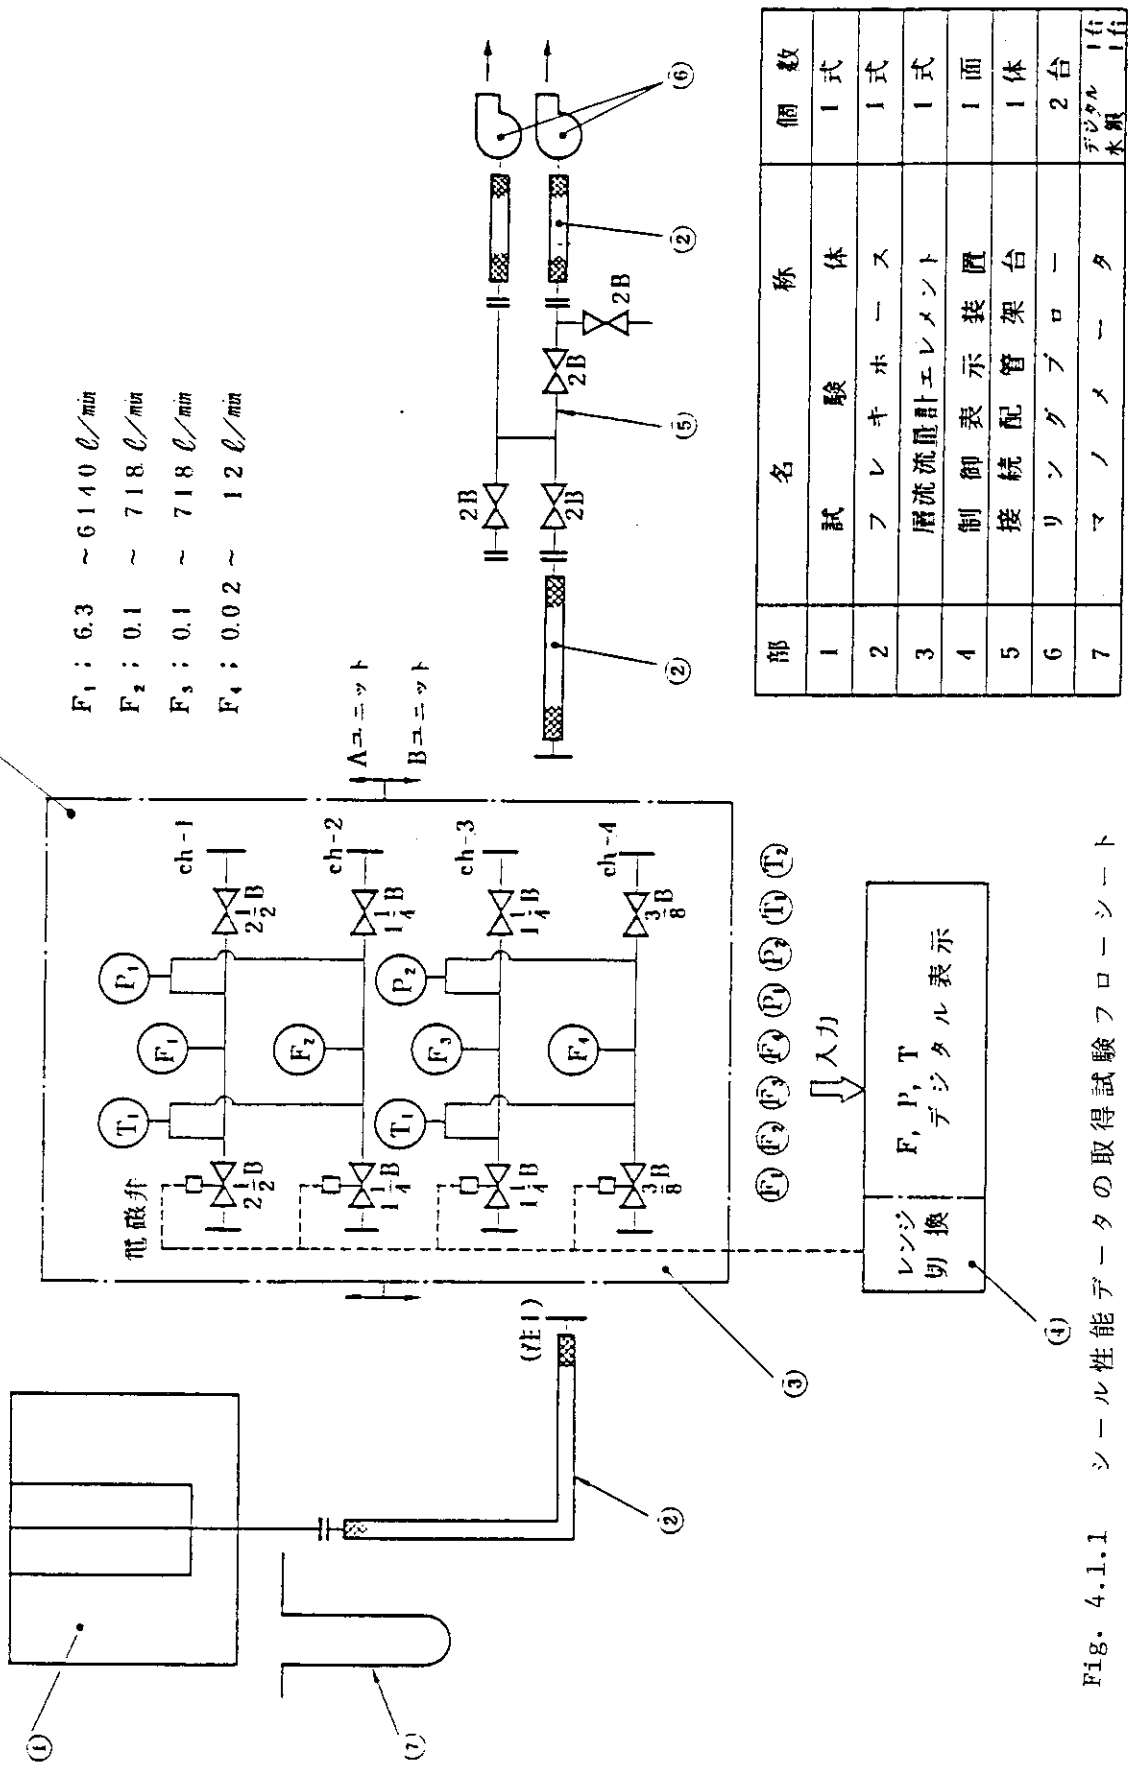 F₁ ; 6.3 ~ 6140 ℓ/min
F₂ ; 0.1 ~ 718 ℓ/min
F₃ ; 0.1 ~ 718 ℓ/min
F₄ ; 0.02 ~ 12 ℓ/min
①
⑦
②
(注1)
③
電磁弁
T₁
F₁
P₁
2½B
2½B
ch-1
F₂
1¼B
1¼B
ch-2
T₁
F₃
P₂
1¼B
1¼B
ch-3
F₄
⅜B
⅜B
ch-4
Aユニット
Bユニット
F₁ F₂ F₃ F₄ P₁ P₂ T₁ T₂
入力
レンジ
切換
F, P, T
デジタル表示
④
②
2B
2B
2B
2B
⑤
②
⑥
部 名称 個数
1 試験体 1式
2 フレキホース 1式
3 層流流量計エレメント 1式
4 制御表示装置 1面
5 接続配管架台 1体
6 リングブロー 2台
7 マノメータ デジタル 1台
水銀 1台
Fig. 4.1.1 シール性能データの取得試験フローシート